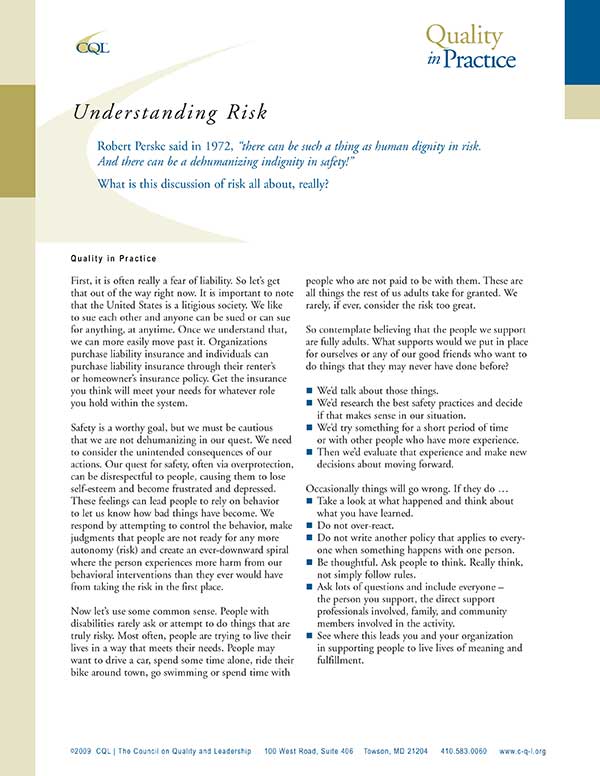 CQL
Quality
in Practice
Understanding Risk
Robert Perske said in 1972, “there can be such a thing as human dignity in risk.
And there can be a dehumanizing indignity in safety!”
What is this discussion of risk all about, really?
Quality in Practice
First, it is often really a fear of liability. So let's get
that out of the way right now. It is important to note
that the United States is a litigious society. We like
to sue each other and anyone can be sued or can sue
for anything, at anytime. Once we understand that,
we can more easily move past it. Organizations
purchase liability insurance and individuals can
purchase liability insurance through their renter's
or homeowner's insurance policy. Get the insurance
you think will meet your needs for whatever role
you hold within the system.
Safety is a worthy goal, but we must be cautious
that we are not dehumanizing in our quest. We need
to consider the unintended consequences of our
actions. Our quest for safety, often via overprotection,
can be disrespectful to people, causing them to lose
self-esteem and become frustrated and depressed.
These feelings can lead people to rely on behavior
to let us know how bad things have become. We
respond by attempting to control the behavior, make
judgments that people are not ready for any more
autonomy (risk) and create an ever-downward spiral
where the person experiences more harm from our
behavioral interventions than they ever would have
from taking the risk in the first place.
Now let's use some common sense. People with
disabilities rarely ask or attempt to do things that are
truly risky. Most often, people are trying to live their
lives in a way that meets their needs. People may
want to drive a car, spend some time alone, ride their
bike around town, go swimming or spend time with
people who are not paid to be with them. These are
all things the rest of us adults take for granted. We
rarely, if ever, consider the risk too great.
So contemplate believing that the people we support
are fully adults. What supports would we put in place
for ourselves or any of our good friends who want to
do things that they may never have done before?
■ We'd talk about those things.
■ We'd research the best safety practices and decide
if that makes sense in our situation.
■ We'd try something for a short period of time
or with other people who have more experience.
■ Then we'd evaluate that experience and make new
decisions about moving forward.
Occasionally things will go wrong. If they do …
■ Take a look at what happened and think about
what you have learned.
■ Do not over-react.
■ Do not write another policy that applies to every-
one when something happens with one person.
■ Be thoughtful. Ask people to think. Really think,
not simply follow rules.
■ Ask lots of questions and include everyone –
the person you support, the direct support
professionals involved, family, and community
members involved in the activity.
■ See where this leads you and your organization
in supporting people to live lives of meaning and
fulfillment.
©2009 CQL | The Council on Quality and Leadership 100 West Road, Suite 406 Towson, MD 21204 410.583.0060 www.c-q-l.org